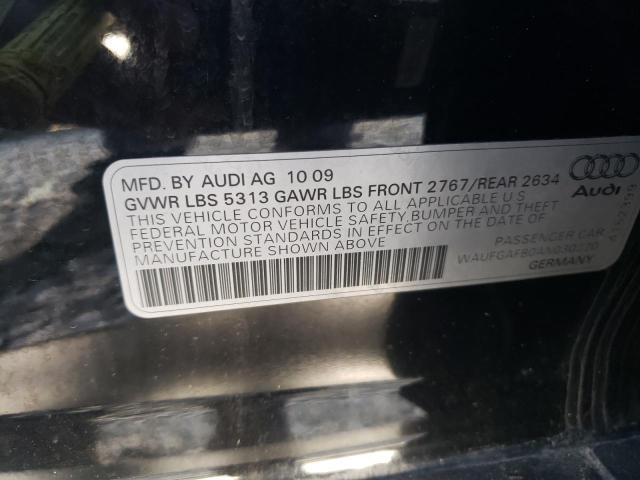 MFD. BY AUDI AG 10 09
GVWR LBS 5313 GAWR LBS FRONT 2767/REAR 2634
THIS VEHICLE CONFORMS TO ALL APPLICABLE U S
FEDERAL MOTOR VEHICLE SAFETY,BUMPER AND THEFT
PREVENTION STANDARDS IN EFFECT ON THE DATE OF
MANUFACTURE SHOWN ABOVE
Audi
PASSENGER CAR
GERMANY